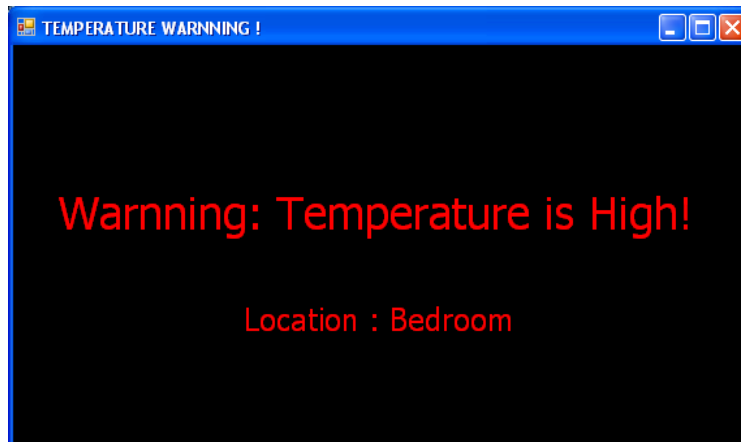 TEMPERATURE WARNNING !
Warnning: Temperature is High!
Location : Bedroom